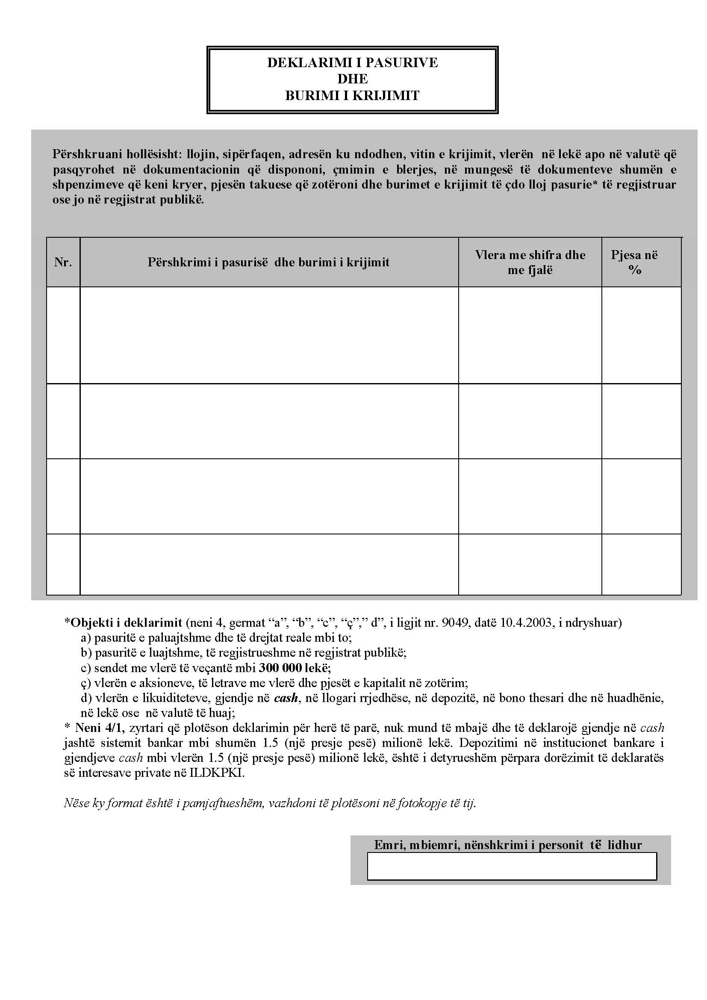 DEKLARIMI I PASURIVE
DHE
BURIMI I KRIJIMIT
Përshkruani hollësisht: llojin, sipërfaqen, adresën ku ndodhen, vitin e krijimit, vlerën në lekë apo në valutë që
pasqyrohet në dokumentacionin që dispononi, çmimin e blerjes, në mungesë të dokumenteve shumën e
shpenzimeve që keni kryer, pjesën takuese që zotëroni dhe burimet e krijimit të çdo lloj pasurie* të regjistruar
ose jo në regjistrat publikë.
Nr.
Përshkrimi i pasurisë dhe burimi i krijimit
Vlera me shifra dhe
me fjalë
Pjesa në
%
*Objekti i deklarimit (neni 4, germat “a”, “b”, “c”, “ç”,” d”, i ligjit nr. 9049, datë 10.4.2003, i ndryshuar)
a) pasuritë e paluajtshme dhe të drejtat reale mbi to;
b) pasuritë e luajtshme, të regjistrueshme në regjistrat publikë;
c) sendet me vlerë të veçantë mbi 300 000 lekë;
ç) vlerën e aksioneve, të letrave me vlerë dhe pjesët e kapitalit në zotërim;
d) vlerën e likuiditeteve, gjendje në cash, në llogari rrjedhëse, në depozitë, në bono thesari dhe në huadhënie,
në lekë ose në valutë të huaj;
* Neni 4/1, zyrtari që plotëson deklarimin për herë të parë, nuk mund të mbajë dhe të deklarojë gjendje në cash
jashtë sistemit bankar mbi shumën 1.5 (një presje pesë) milionë lekë. Depozitimi në institucionet bankare i
gjendjeve cash mbi vlerën 1.5 (një presje pesë) milionë lekë, është i detyrueshëm përpara dorëzimit të deklaratës
së interesave private në ILDKPKI.
Nëse ky format është i pamjaftueshëm, vazhdoni të plotësoni në fotokopje të tij.
Emri, mbiemri, nënshkrimi i personit të lidhur